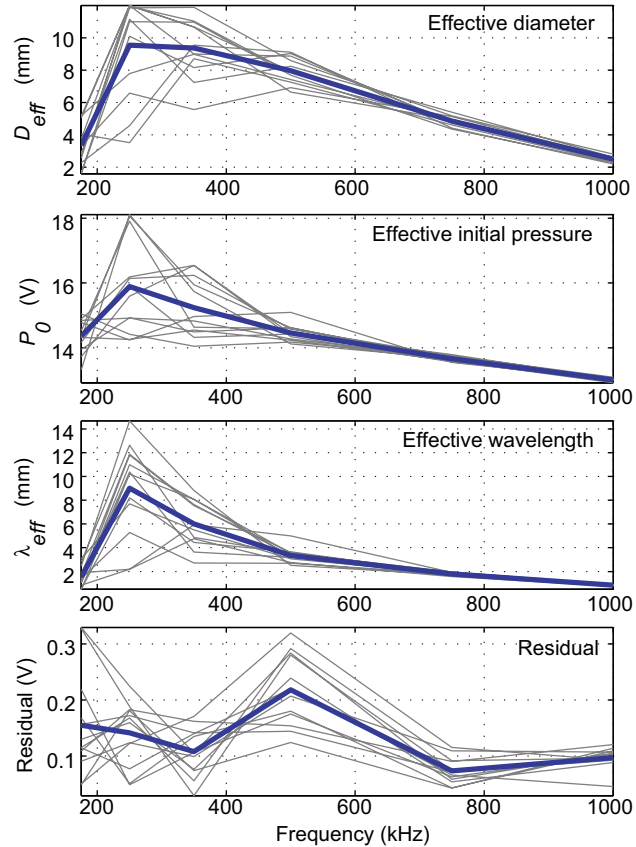 Effective diameter
D_eff (mm)
10
8
6
4
2
200 400 600 800 1000
Effective initial pressure
P_0 (V)
18
16
14
200 400 600 800 1000
Effective wavelength
λ_eff (mm)
14
12
10
8
6
4
2
200 400 600 800 1000
Residual
Residual (V)
0.3
0.2
0.1
200 400 600 800 1000
Frequency (kHz)